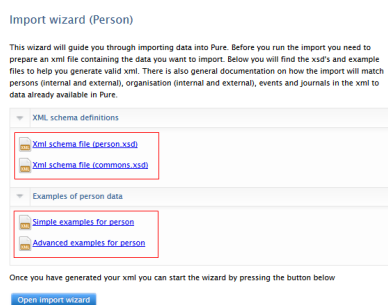 Import wizard (Person)
This wizard will guide you through importing data into Pure. Before you run the import you need to
prepare an xml file containing the data you want to import. Below you will find the xsd's and example
files to help you generate valid xml. There is also general documentation on how the import will match
persons (internal and external), organisation (internal and external), events and journals in the xml to
data already available in Pure.
XML schema definitions
Xml schema file (person.xsd)
Xml schema file (commons.xsd)
Examples of person data
Simple examples for person
Advanced examples for person
Once you have generated your xml you can start the wizard by pressing the button below
Open import wizard